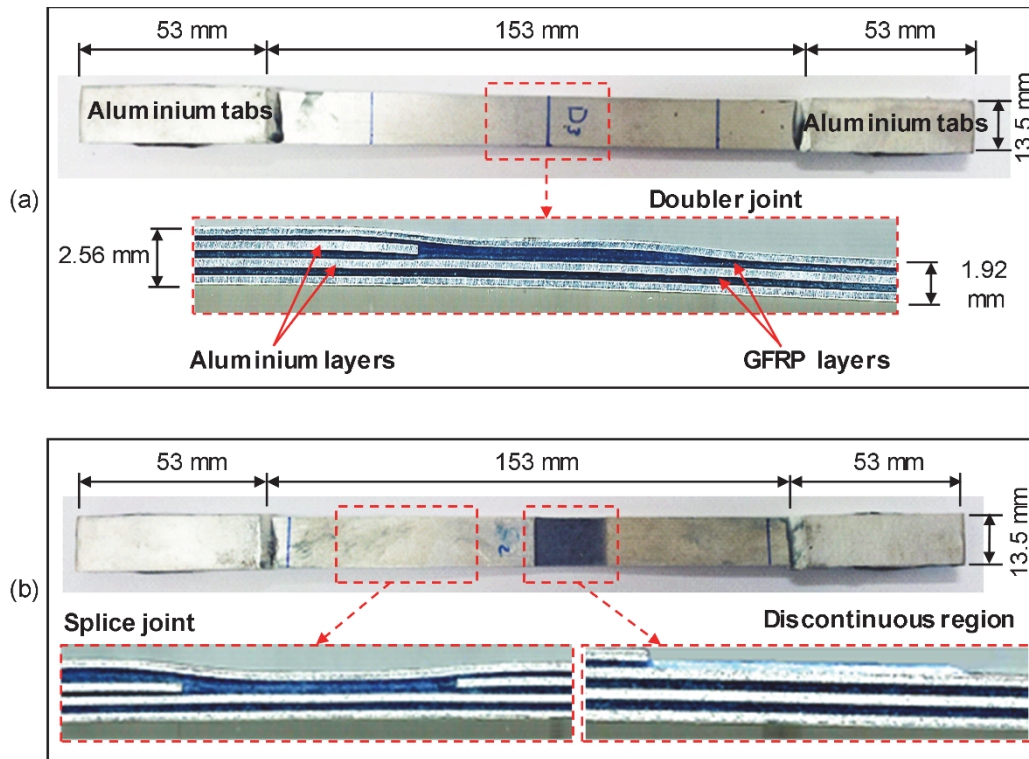 53 mm
153 mm
53 mm
Aluminium tabs
D3
Aluminium tabs
13.5 mm
(a)
Doubler joint
2.56 mm
1.92
mm
Aluminium layers
GFRP layers
53 mm
153 mm
53 mm
2
13.5 mm
(b)
Splice joint
Discontinuous region